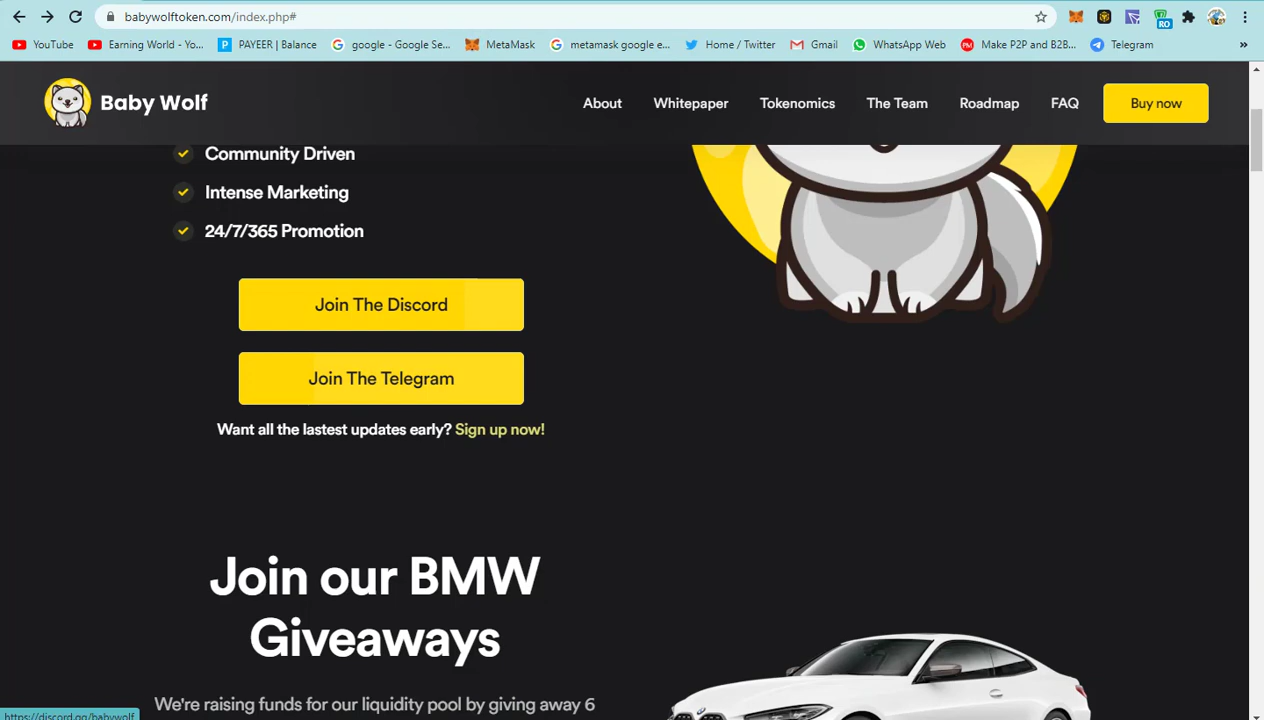 babywolftoken.com/index.php#
YouTube
Earning World - Yo...
PAYEER | Balance
google - Google Se...
MetaMask
metamask google e...
Home / Twitter
Gmail
WhatsApp Web
Make P2P and B2B...
Telegram
»
RO
Baby Wolf
About
Whitepaper
Tokenomics
The Team
Roadmap
FAQ
Buy now
Community Driven
Intense Marketing
24/7/365 Promotion
Join The Discord
Join The Telegram
Want all the lastest updates early? Sign up now!
Join our BMW
Giveaways
We're raising funds for our liquidity pool by giving away 6
https://discord.gg/babywolf